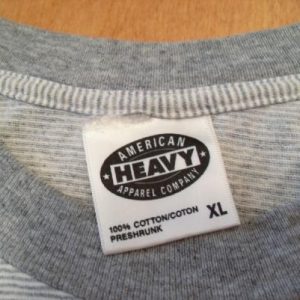 AMERICAN
HEAVY
APPAREL COMPANY
100% COTTON/COTON
PRESHRUNK
XL